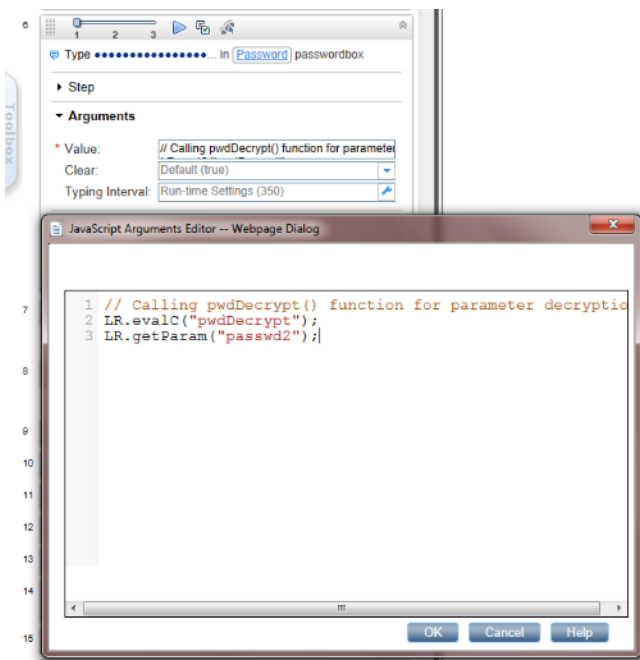 6
1 2 3
Type ●●●●●●●●●●●●●●●●●... in Password passwordbox
Step
Arguments
* Value: // Calling pwdDecrypt() function for parameter
Clear: Default (true)
Typing Interval: Run-time Settings (350)
Toolbox
JavaScript Arguments Editor -- Webpage Dialog
7
1 // Calling pwdDecrypt() function for parameter decryptio
2 LR.evalC("pwdDecrypt");
3 LR.getParam("passwd2");
8
9
10
11
12
13
14
15
OK Cancel Help